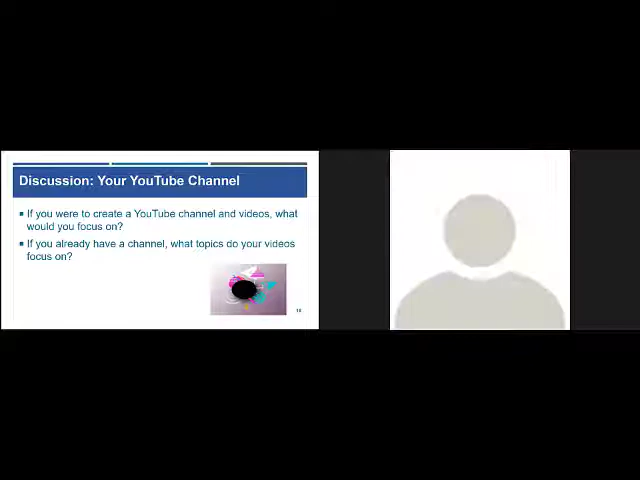 Discussion: Your YouTube Channel
If you were to create a YouTube channel and videos, what
would you focus on?
If you already have a channel, what topics do your videos
focus on?